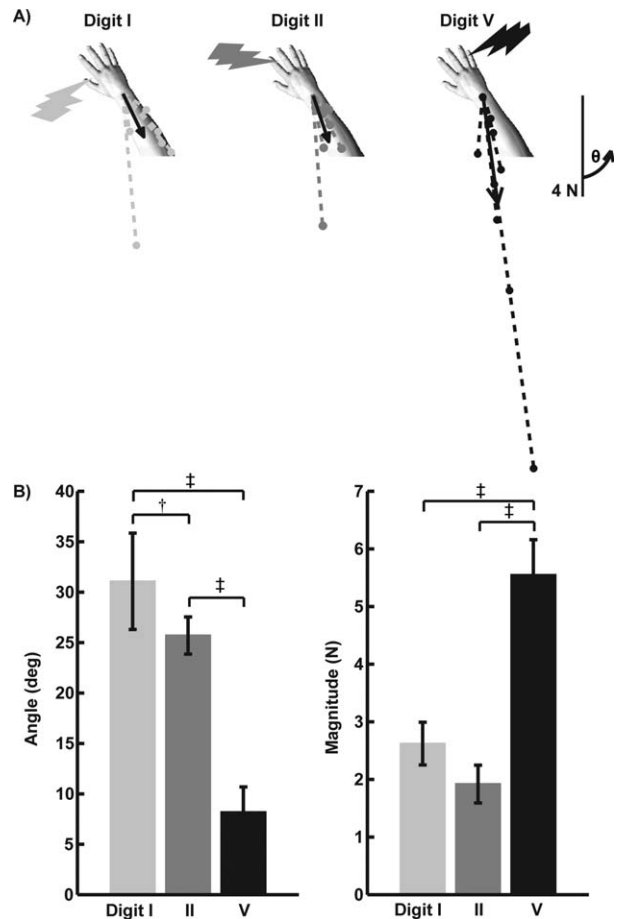 A)
Digit I Digit II Digit V
θ
4 N
B)
‡ ‡
† ‡
‡
40 7
35 6
30 5
25
20 4
15 3
10 2
5 1
0 0
Angle (deg)
Magnitude (N)
Digit I II V Digit I II V